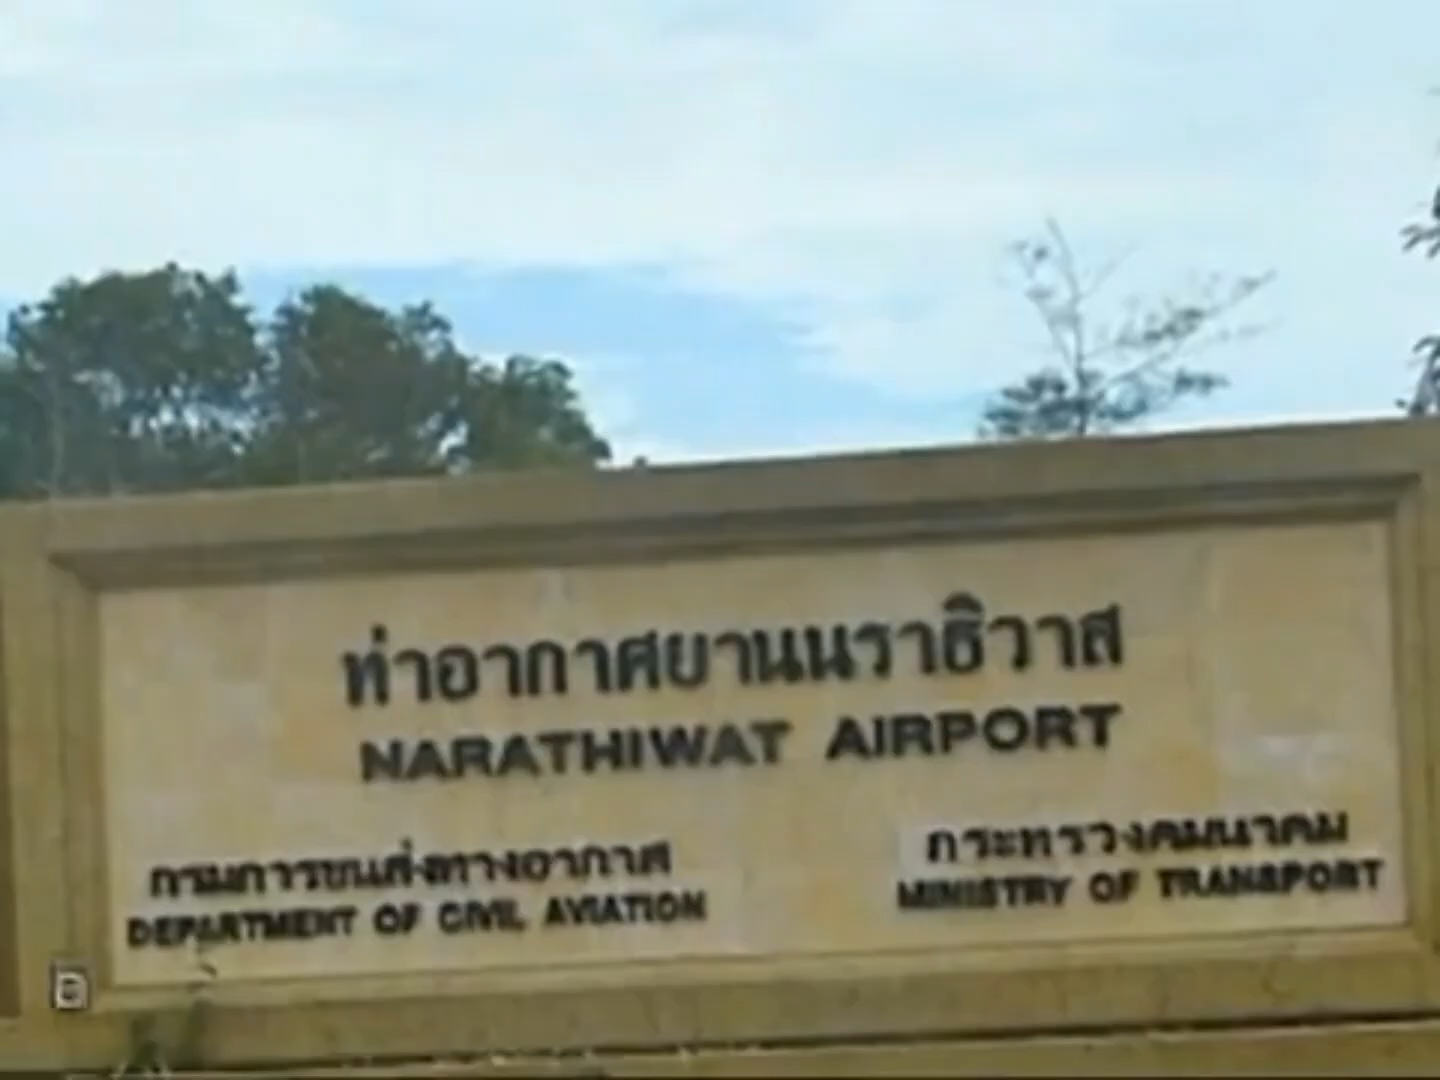 ท่าอากาศยานนราธิวาส
NARATHIWAT AIRPORT
กรมการขนส่งทางอากาศ
DEPARTMENT OF CIVIL AVIATION
กระทรวงคมนาคม
MINISTRY OF TRANSPORT